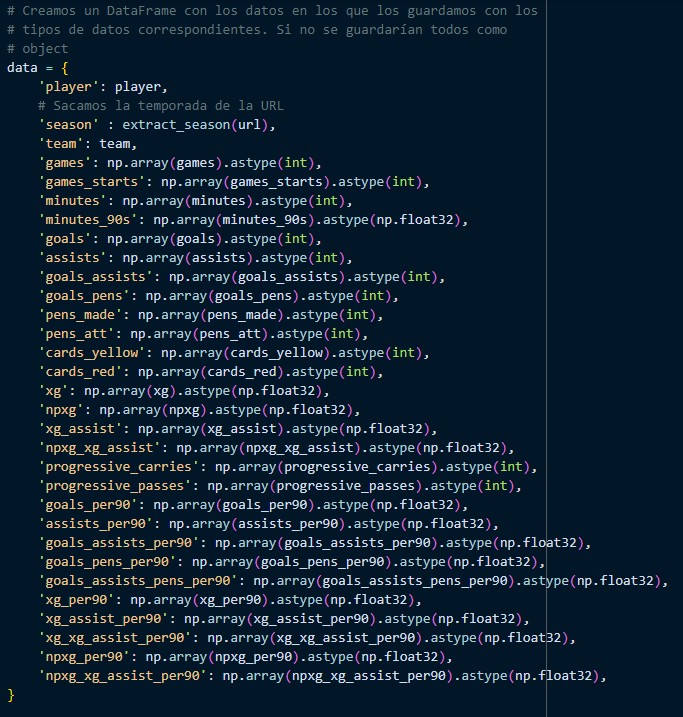 # Creamos un DataFrame con los datos en los que los guardamos con los
# tipos de datos correspondientes. Si no se guardarían todos como
# object
data = {
    'player': player,
    # Sacamos la temporada de la URL
    'season' : extract_season(url),
    'team': team,
    'games': np.array(games).astype(int),
    'games_starts': np.array(games_starts).astype(int),
    'minutes': np.array(minutes).astype(int),
    'minutes_90s': np.array(minutes_90s).astype(np.float32),
    'goals': np.array(goals).astype(int),
    'assists': np.array(assists).astype(int),
    'goals_assists': np.array(goals_assists).astype(int),
    'goals_pens': np.array(goals_pens).astype(int),
    'pens_made': np.array(pens_made).astype(int),
    'pens_att': np.array(pens_att).astype(int),
    'cards_yellow': np.array(cards_yellow).astype(int),
    'cards_red': np.array(cards_red).astype(int),
    'xg': np.array(xg).astype(np.float32),
    'npxg': np.array(npxg).astype(np.float32),
    'xg_assist': np.array(xg_assist).astype(np.float32),
    'npxg_xg_assist': np.array(npxg_xg_assist).astype(np.float32),
    'progressive_carries': np.array(progressive_carries).astype(int),
    'progressive_passes': np.array(progressive_passes).astype(int),
    'goals_per90': np.array(goals_per90).astype(np.float32),
    'assists_per90': np.array(assists_per90).astype(np.float32),
    'goals_assists_per90': np.array(goals_assists_per90).astype(np.float32),
    'goals_pens_per90': np.array(goals_pens_per90).astype(np.float32),
    'goals_assists_pens_per90': np.array(goals_assists_pens_per90).astype(np.float32),
    'xg_per90': np.array(xg_per90).astype(np.float32),
    'xg_assist_per90': np.array(xg_assist_per90).astype(np.float32),
    'xg_xg_assist_per90': np.array(xg_xg_assist_per90).astype(np.float32),
    'npxg_per90': np.array(npxg_per90).astype(np.float32),
    'npxg_xg_assist_per90': np.array(npxg_xg_assist_per90).astype(np.float32),
}